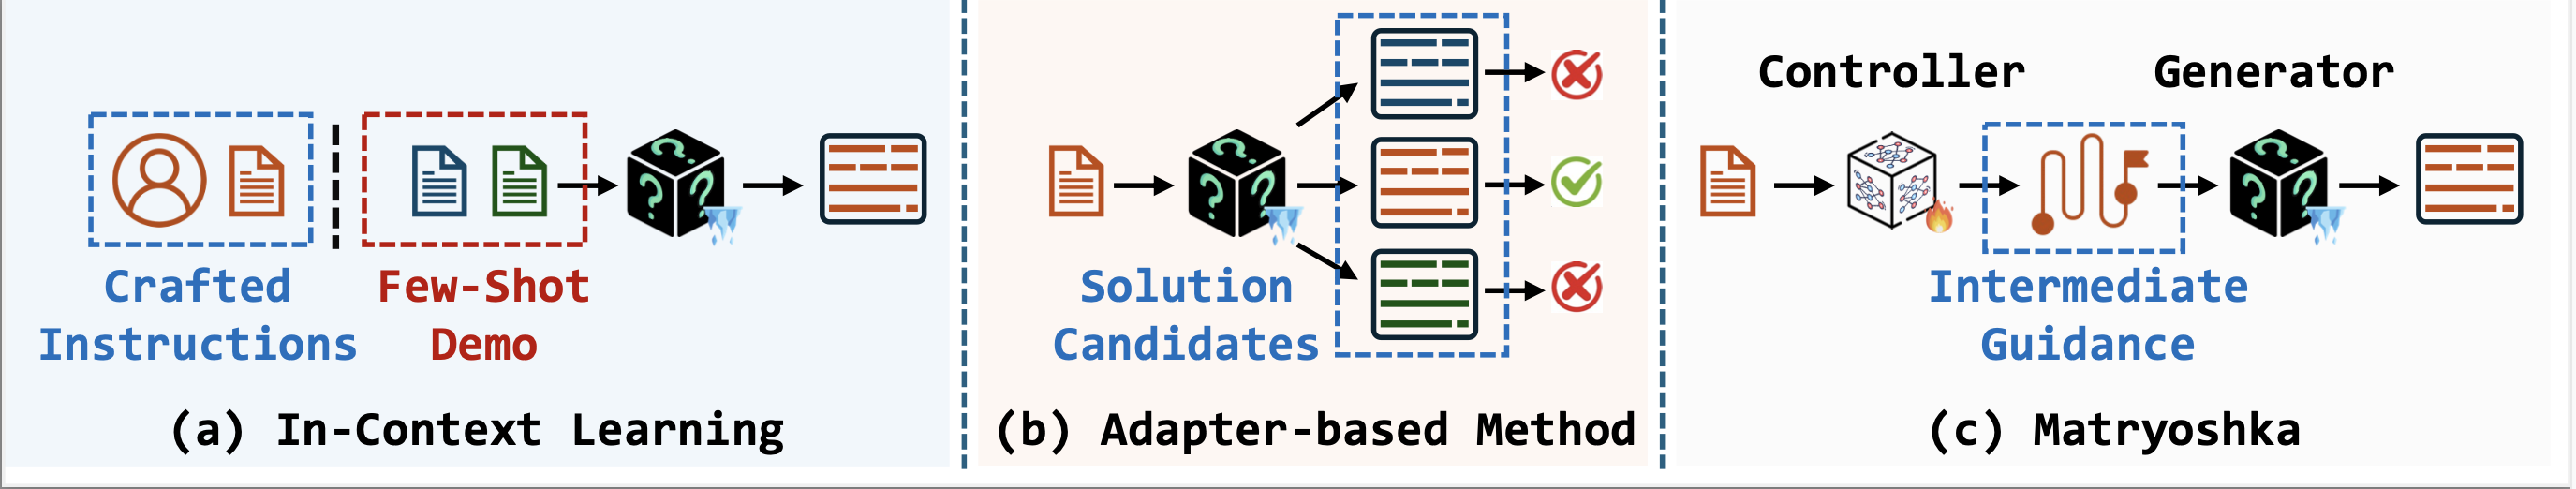 Crafted
Instructions
Few-Shot
Demo
(a) In-Context Learning
Solution
Candidates
(b) Adapter-based Method
Controller
Generator
Intermediate
Guidance
(c) Matryoshka